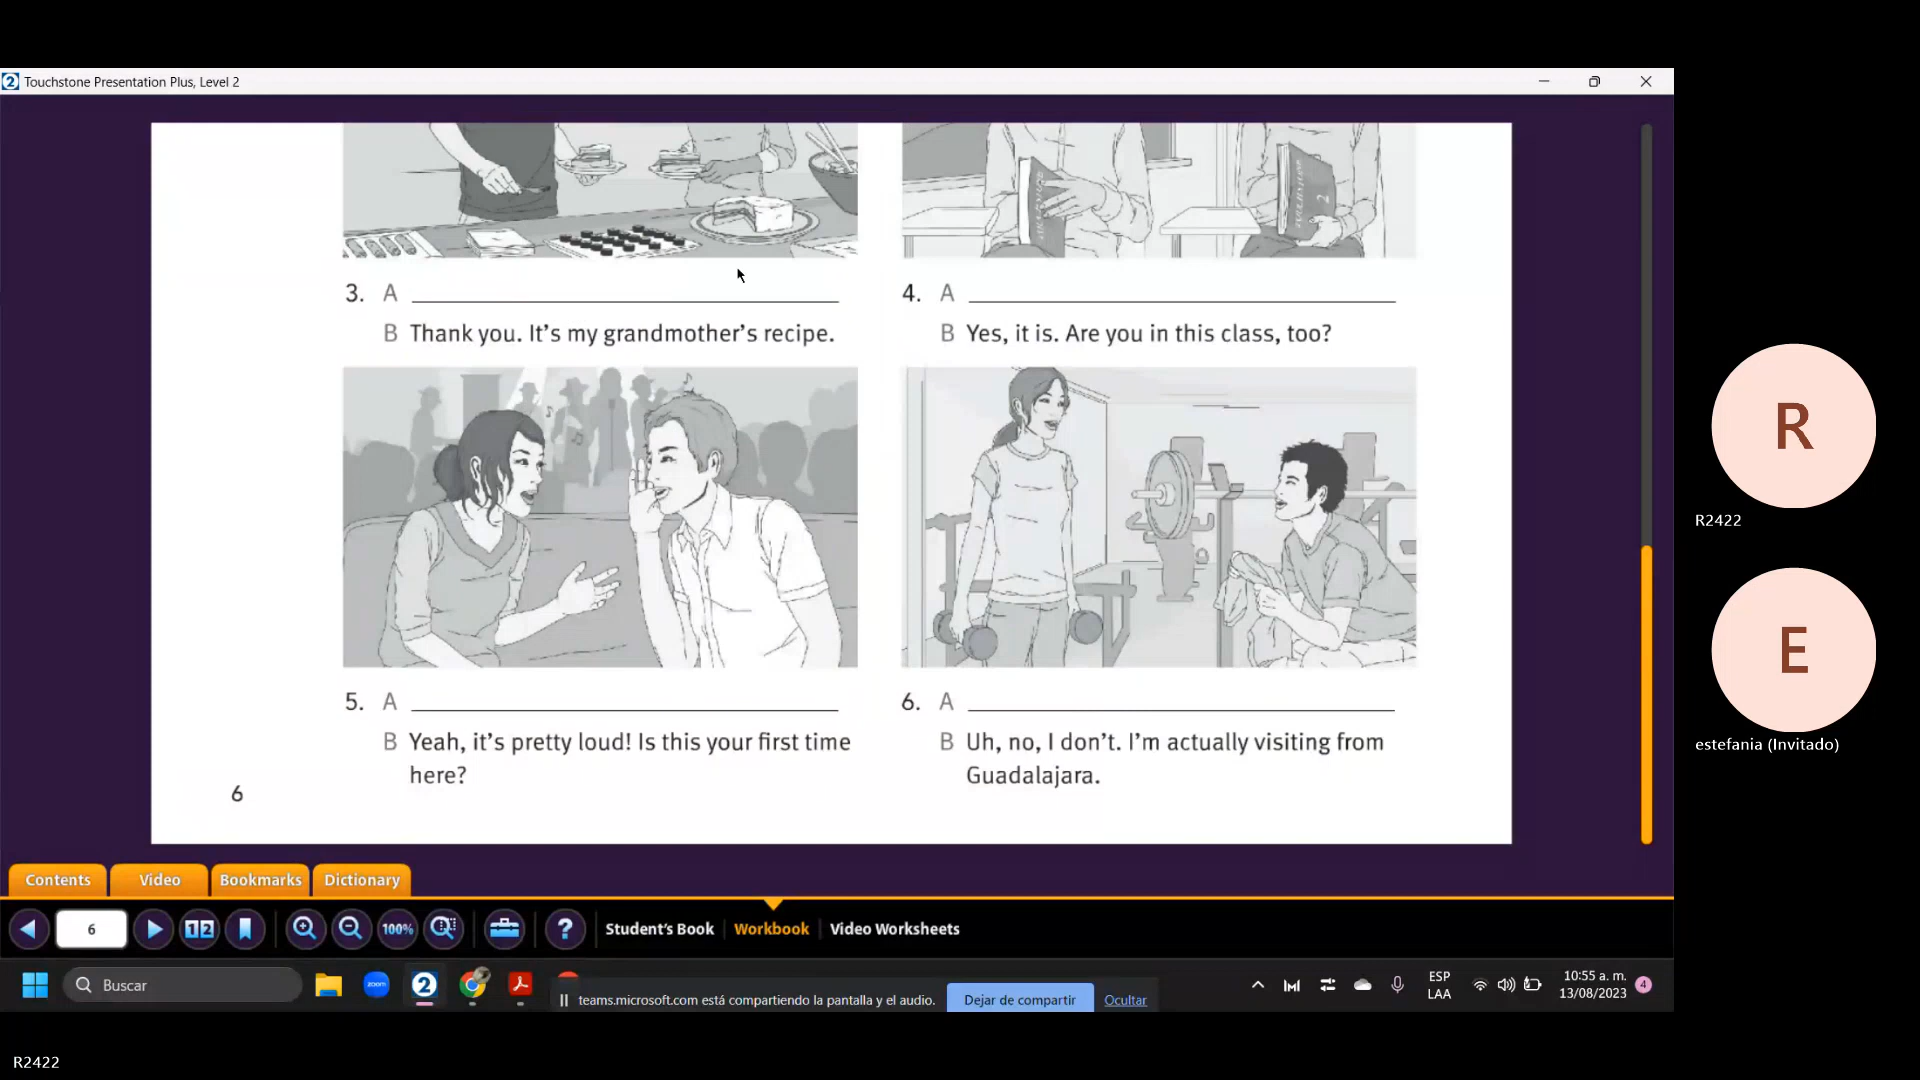 Touchstone Presentation Plus, Level 2
3. A
B Thank you. It's my grandmother's recipe.
4. A
B Yes, it is. Are you in this class, too?
5. A
B Yeah, it's pretty loud! Is this your first time
here?
6. A
B Uh, no, I don't. I'm actually visiting from
Guadalajara.
6
R
R2422
E
estefania (Invitado)
Contents
Video
Bookmarks
Dictionary
6
12
100%
?
Student's Book
Workbook
Video Worksheets
Buscar
zoom
2
teams.microsoft.com está compartiendo la pantalla y el audio.
Dejar de compartir
Ocultar
ESP
LAA
10:55 a. m.
13/08/2023
4
R2422